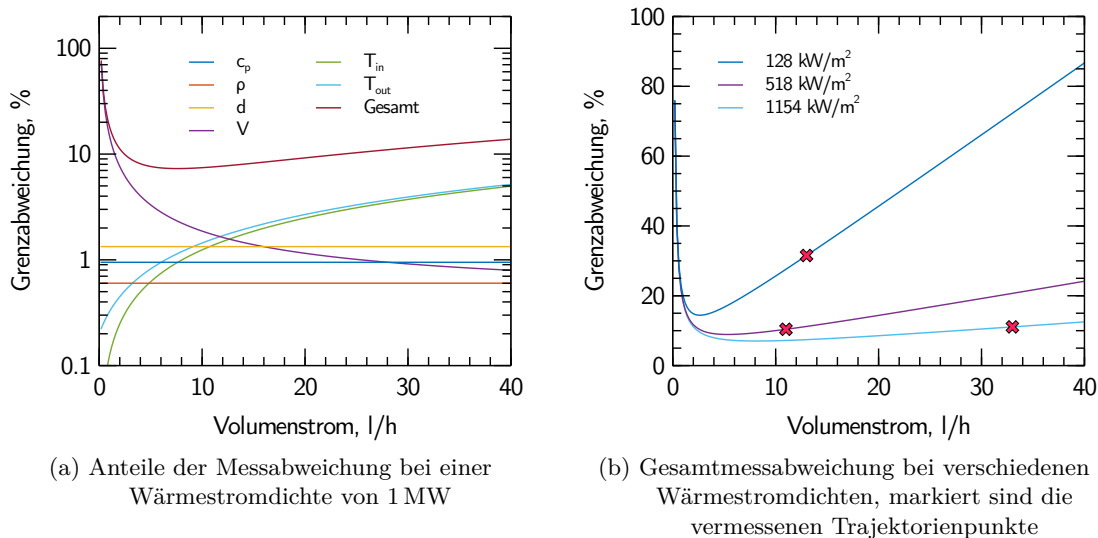 Grenzabweichung, %
100
10
1
0.1
c_p
ρ
d
V̇
T_in
T_out
Gesamt
0
10
20
30
40
Volumenstrom, l/h
(a) Anteile der Messabweichung bei einer
Wärmestromdichte von 1 MW
Grenzabweichung, %
100
80
60
40
20
0
128 kW/m²
518 kW/m²
1154 kW/m²
0
10
20
30
40
Volumenstrom, l/h
(b) Gesamtmessabweichung bei verschiedenen
Wärmestromdichten, markiert sind die
vermessenen Trajektorienpunkte